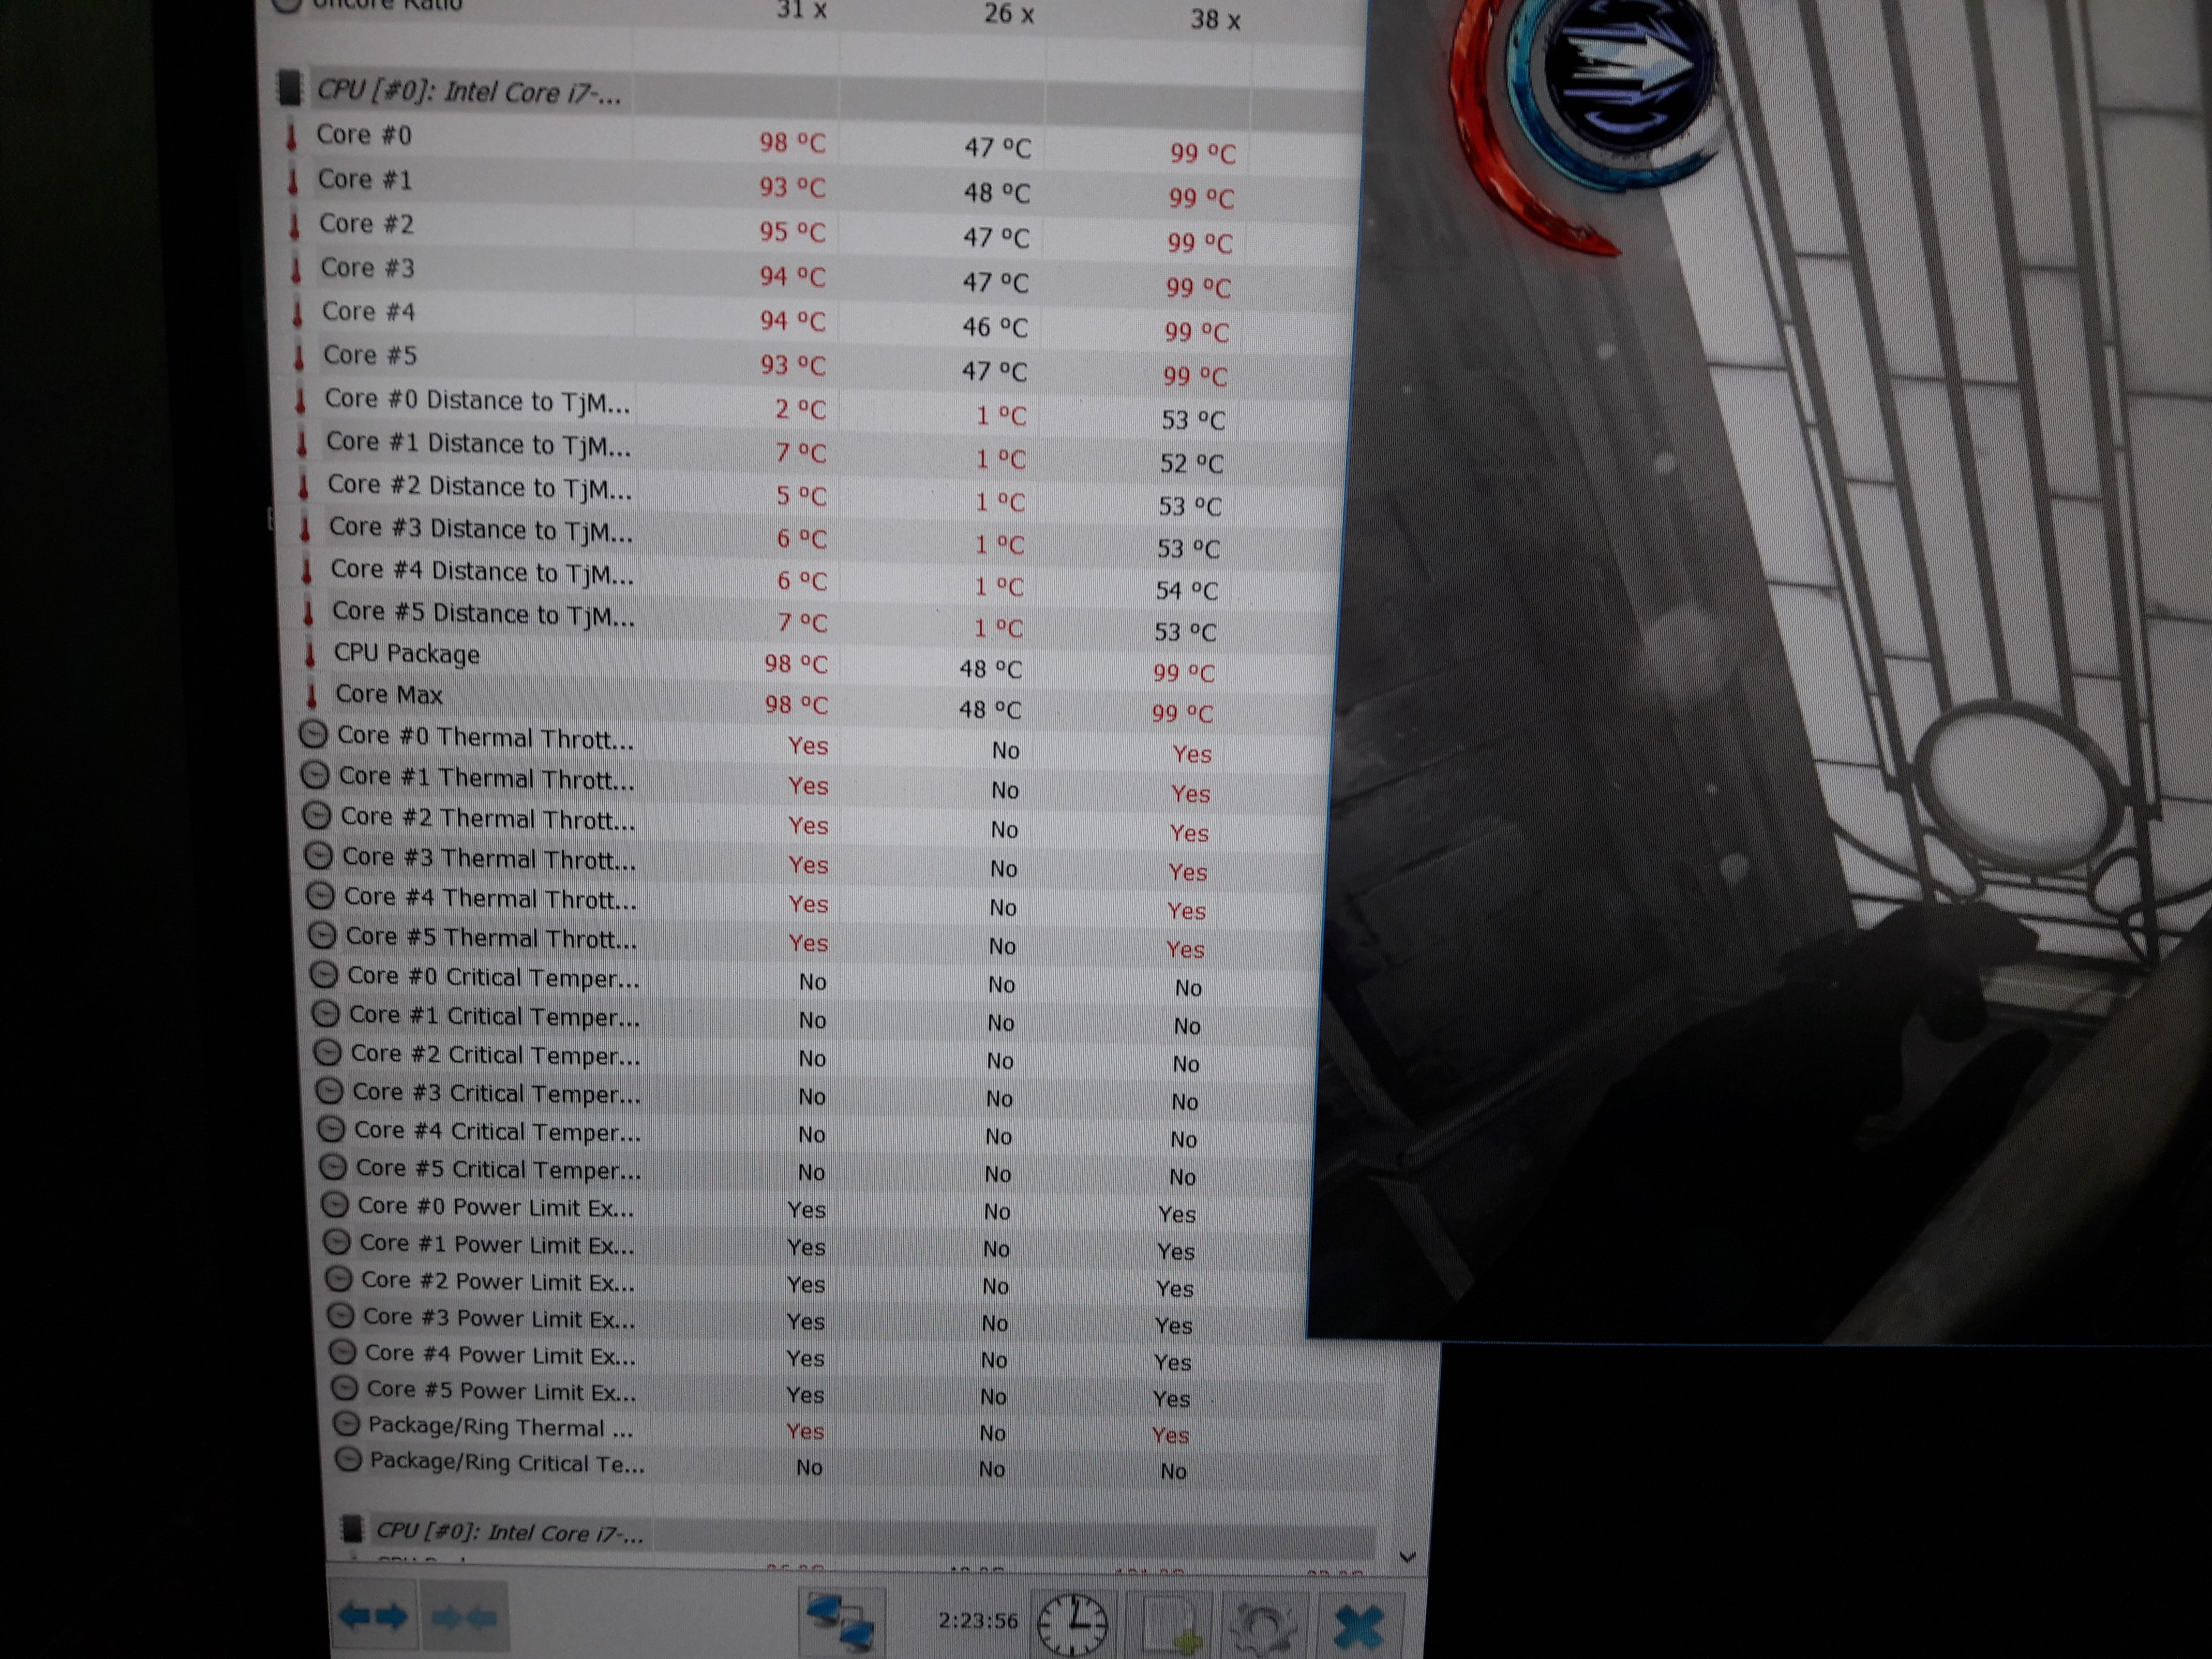 Uncore Ratio 31 x 26 x 38 x
CPU [#0]: Intel Core i7-...
Core #0 98 °C 47 °C 99 °C
Core #1 93 °C 48 °C 99 °C
Core #2 95 °C 47 °C 99 °C
Core #3 94 °C 47 °C 99 °C
Core #4 94 °C 46 °C 99 °C
Core #5 93 °C 47 °C 99 °C
Core #0 Distance to TjM... 2 °C 1 °C 53 °C
Core #1 Distance to TjM... 7 °C 1 °C 52 °C
Core #2 Distance to TjM... 5 °C 1 °C 53 °C
Core #3 Distance to TjM... 6 °C 1 °C 53 °C
Core #4 Distance to TjM... 6 °C 1 °C 54 °C
Core #5 Distance to TjM... 7 °C 1 °C 53 °C
CPU Package 98 °C 48 °C 99 °C
Core Max 98 °C 48 °C 99 °C
Core #0 Thermal Thrott... Yes No Yes
Core #1 Thermal Thrott... Yes No Yes
Core #2 Thermal Thrott... Yes No Yes
Core #3 Thermal Thrott... Yes No Yes
Core #4 Thermal Thrott... Yes No Yes
Core #5 Thermal Thrott... Yes No Yes
Core #0 Critical Temper... No No No
Core #1 Critical Temper... No No No
Core #2 Critical Temper... No No No
Core #3 Critical Temper... No No No
Core #4 Critical Temper... No No No
Core #5 Critical Temper... No No No
Core #0 Power Limit Ex... Yes No Yes
Core #1 Power Limit Ex... Yes No Yes
Core #2 Power Limit Ex... Yes No Yes
Core #3 Power Limit Ex... Yes No Yes
Core #4 Power Limit Ex... Yes No Yes
Core #5 Power Limit Ex... Yes No Yes
Package/Ring Thermal ... Yes No Yes
Package/Ring Critical Te... No No No
CPU [#0]: Intel Core i7-...
2:23:56